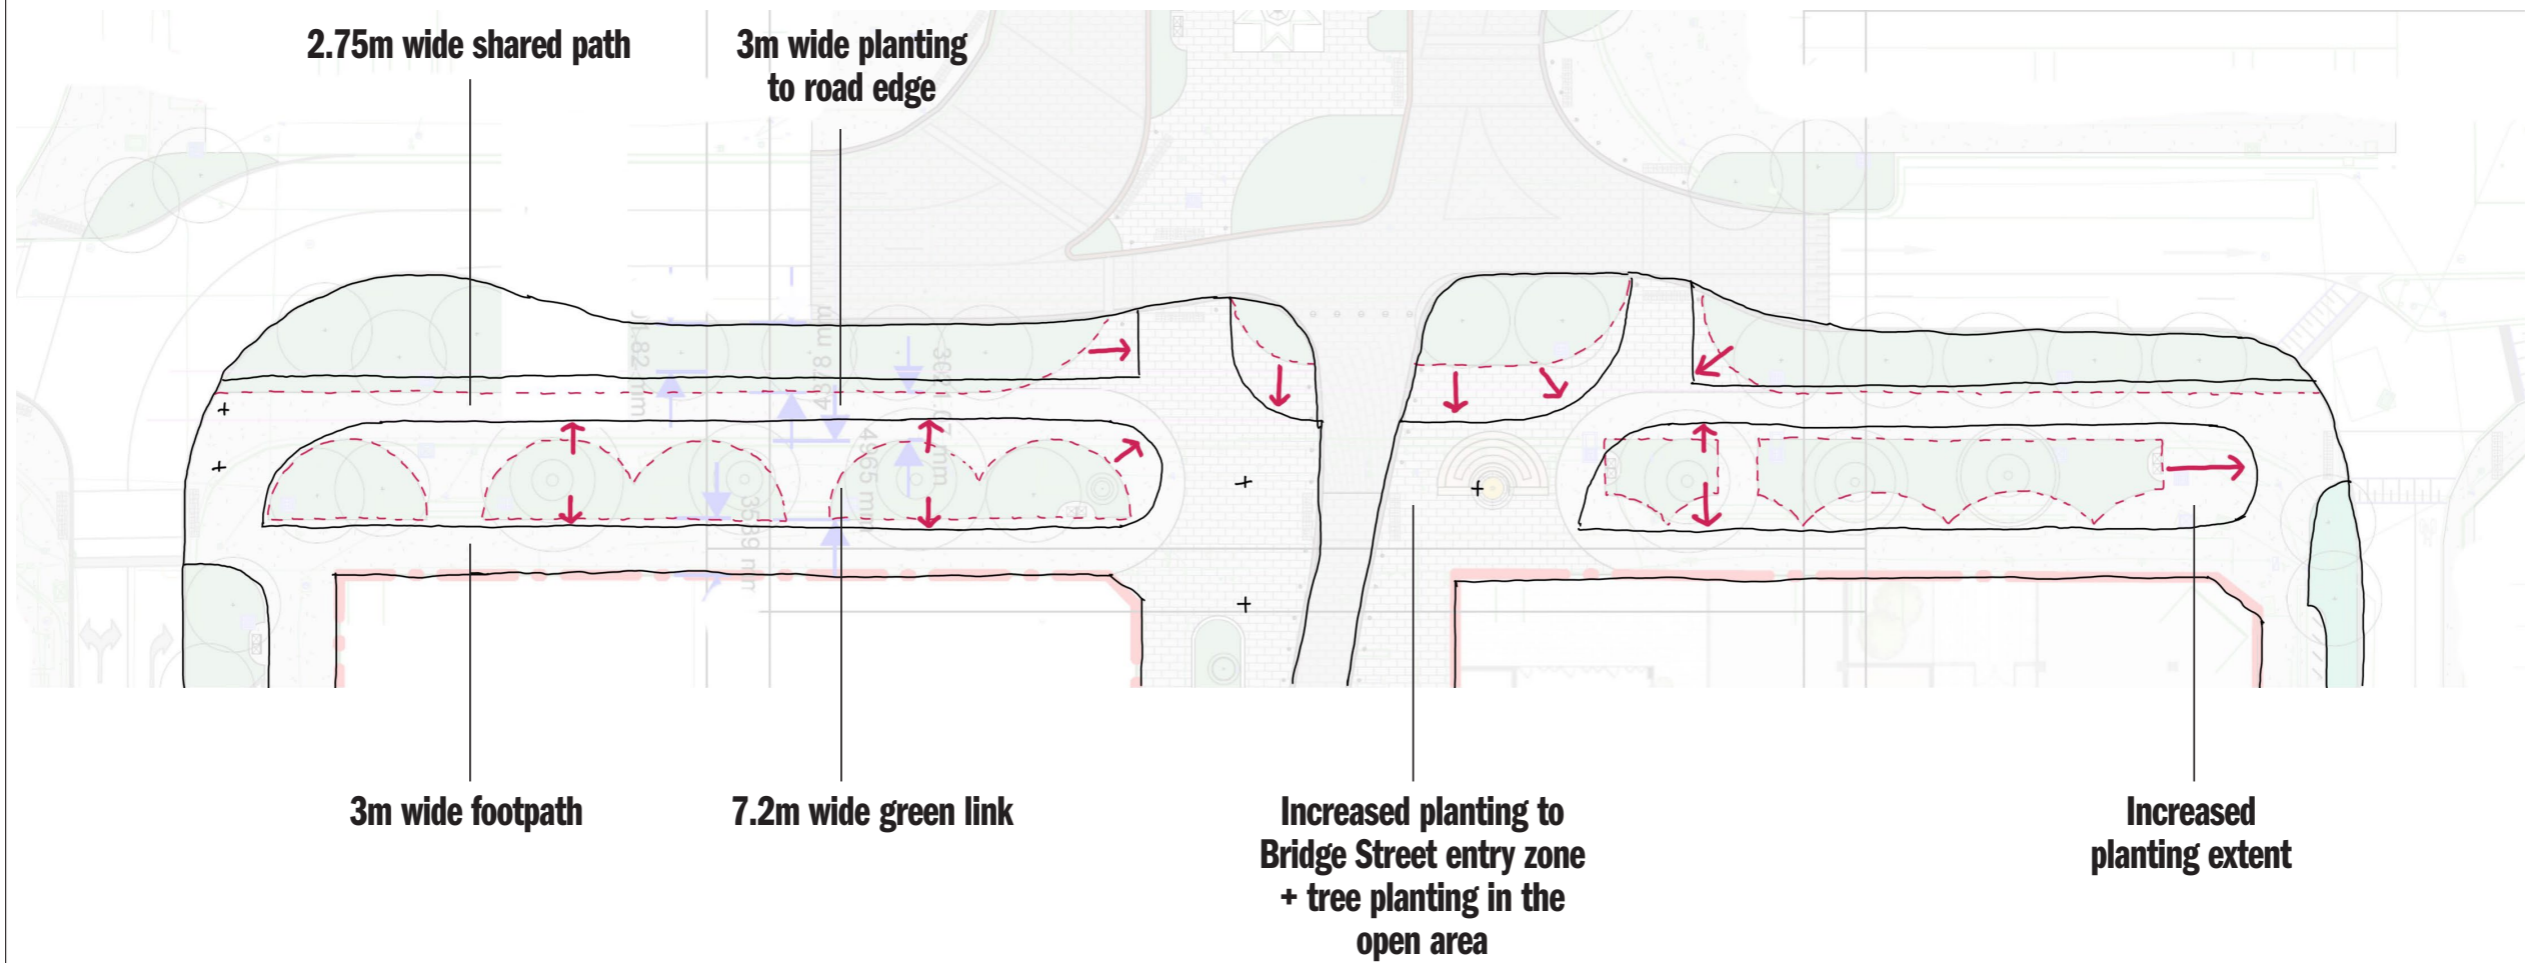 2.75m wide shared path
3m wide planting
to road edge
3m wide footpath
7.2m wide green link
Increased planting to
Bridge Street entry zone
+ tree planting in the
open area
Increased
planting extent